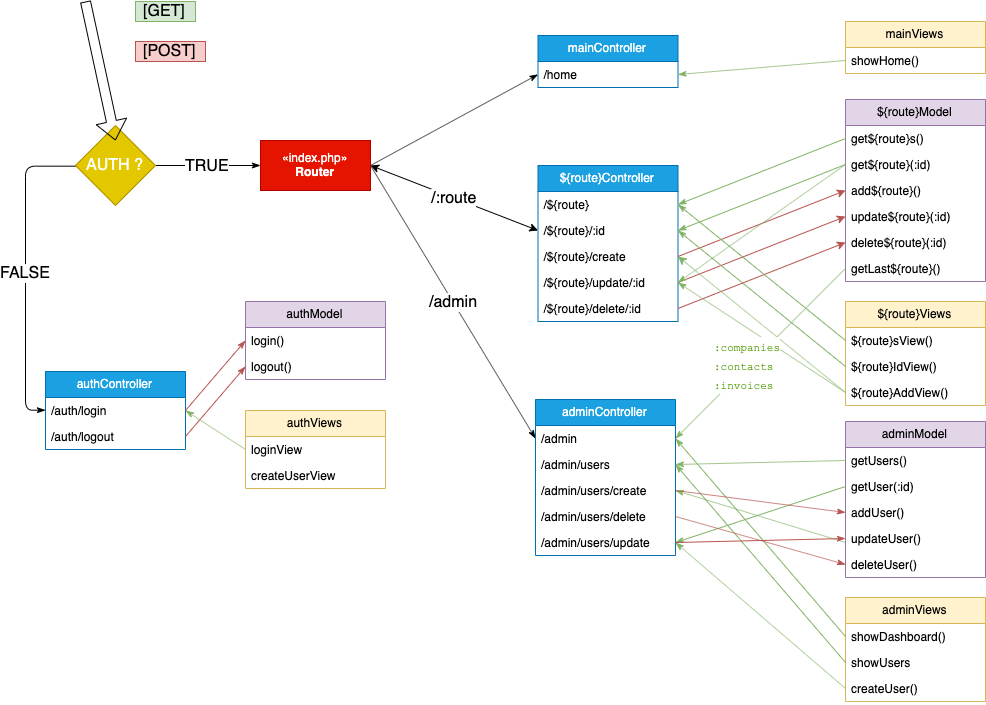 [GET]
[POST]
AUTH ?
TRUE
«index.php»
Router
FALSE
/:route
/admin
mainController
/home
mainViews
showHome()
${route}Controller
/${route}
/${route}/:id
/${route}/create
/${route}/update/:id
/${route}/delete/:id
${route}Model
get${route}s()
get${route}(:id)
add${route}()
update${route}(:id)
delete${route}(:id)
getLast${route}()
${route}Views
${route}sView()
${route}IdView()
${route}AddView()
:companies
:contacts
:invoices
authModel
login()
logout()
authController
/auth/login
/auth/logout
authViews
loginView
createUserView
adminController
/admin
/admin/users
/admin/users/create
/admin/users/delete
/admin/users/update
adminModel
getUsers()
getUser(:id)
addUser()
updateUser()
deleteUser()
adminViews
showDashboard()
showUsers
createUser()